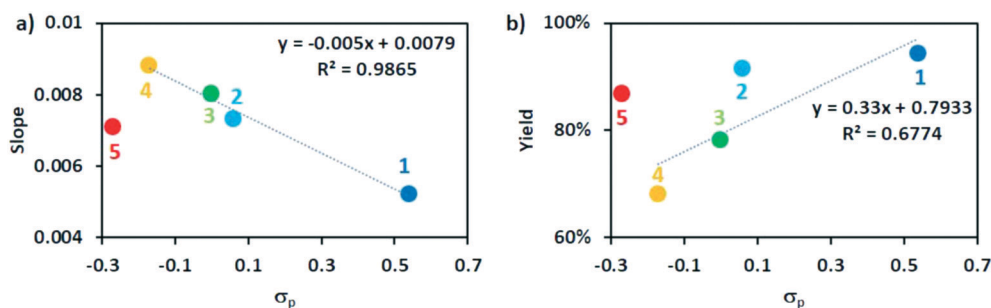 a)
0.01
0.008
0.006
0.004
Slope
y = -0.005x + 0.0079
R² = 0.9865
4
3
2
5
1
-0.3
-0.1
0.1
0.3
0.5
0.7
σp
b)
100%
80%
60%
Yield
1
2
5
3
4
y = 0.33x + 0.7933
R² = 0.6774
-0.3
-0.1
0.1
0.3
0.5
0.7
σp